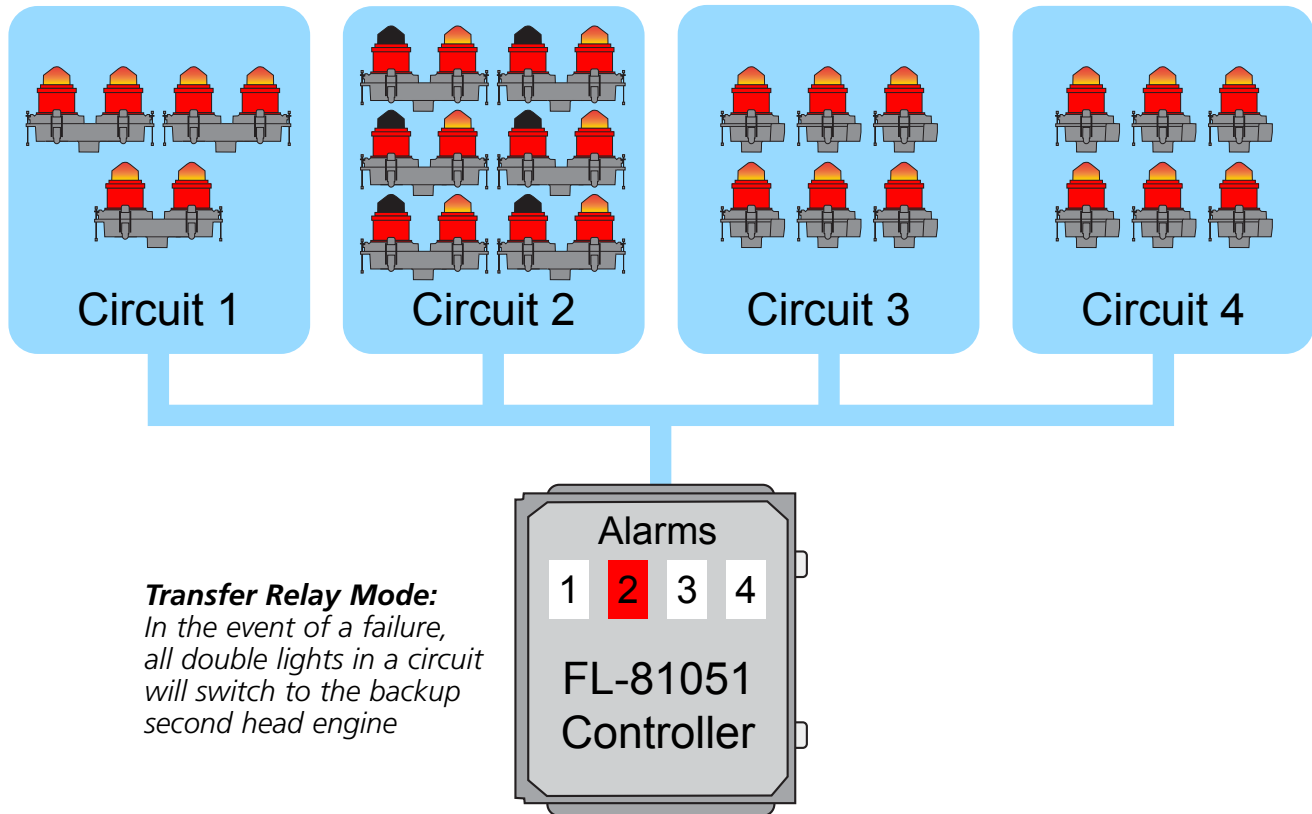 Circuit 1
Circuit 2
Circuit 3
Circuit 4
Alarms
1 2 3 4
FL-81051
Controller
Transfer Relay Mode:
In the event of a failure,
all double lights in a circuit
will switch to the backup
second head engine